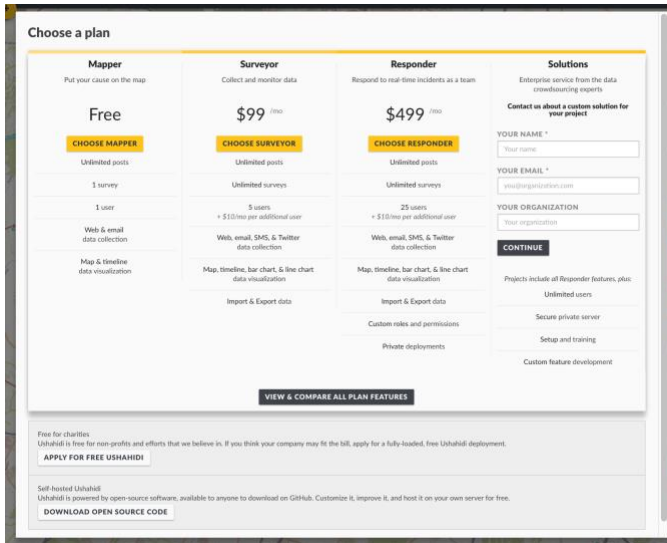 Choose a plan
Mapper
Put your cause on the map
Free
CHOOSE MAPPER
Unlimited posts
1 survey
1 user
Web & email
data collection
Map & timeline
data visualization
Surveyor
Collect and monitor data
$99 /mo
CHOOSE SURVEYOR
Unlimited posts
Unlimited surveys
5 users
+ $10/mo per additional user
Web, email, SMS, & Twitter
data collection
Map, timeline, bar chart, & line chart
data visualization
Import & Export data
Responder
Respond to real-time incidents as a team
$499 /mo
CHOOSE RESPONDER
Unlimited posts
Unlimited surveys
25 users
+ $10/mo per additional user
Web, email, SMS, & Twitter
data collection
Map, timeline, bar chart, & line chart
data visualization
Import & Export data
Custom roles and permissions
Private deployments
Solutions
Enterprise service from the data
crowdsourcing experts
Contact us about a custom solution for
your project
YOUR NAME *
Your name
YOUR EMAIL *
you@organization.com
YOUR ORGANIZATION
Your organization
CONTINUE
Projects include all Responder features, plus.
Unlimited users
Secure private server
Setup and training
Custom feature development
VIEW & COMPARE ALL PLAN FEATURES
Free for charities
Ushahidi is free for non-profits and efforts that we believe in. If you think your company may fit the bill, apply for a fully-loaded, free Ushahidi deployment.
APPLY FOR FREE USHAHIDI
Self-hosted Ushahidi
Ushahidi is powered by open-source software, available to anyone to download on GitHub. Customize it, improve it, and host it on your own server for free.
DOWNLOAD OPEN SOURCE CODE